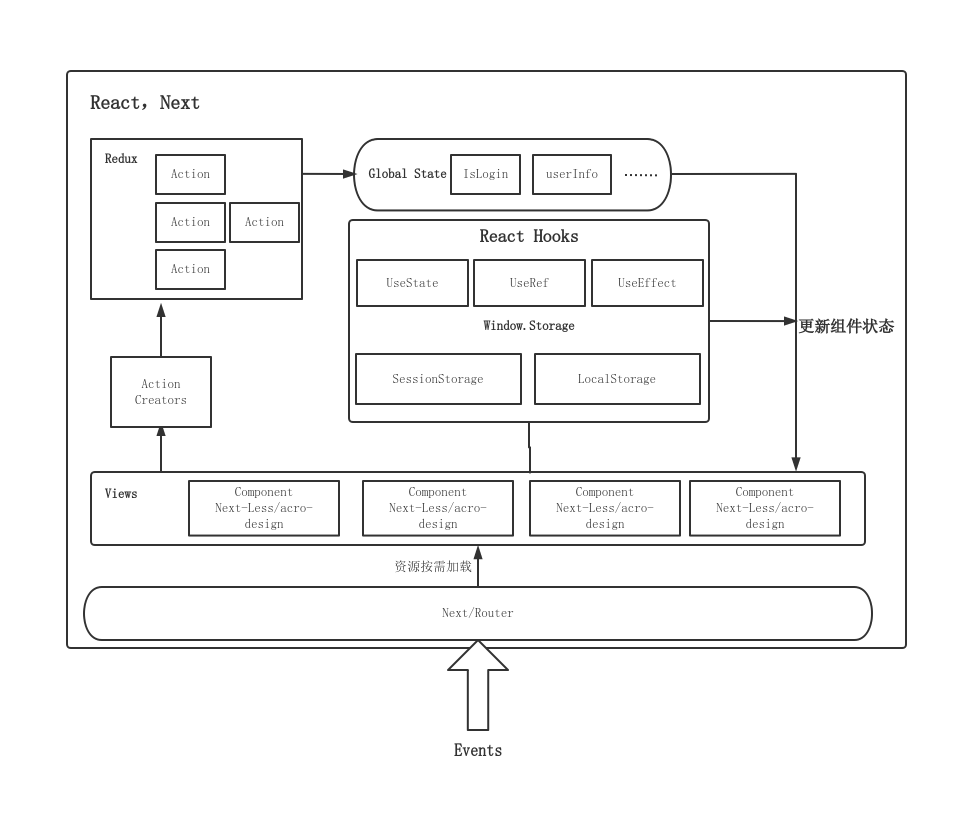 React, Next
Redux
Action
Action
Action
Action
Global State
IsLogin
userInfo
.......
React Hooks
UseState
UseRef
UseEffect
Window.Storage
SessionStorage
LocalStorage
更新组件状态
Action
Creators
Views
Component
Next-Less/acro-
design
Component
Next-Less/acro-
design
Component
Next-Less/acro-
design
Component
Next-Less/acro-
design
资源按需加载
Next/Router
Events